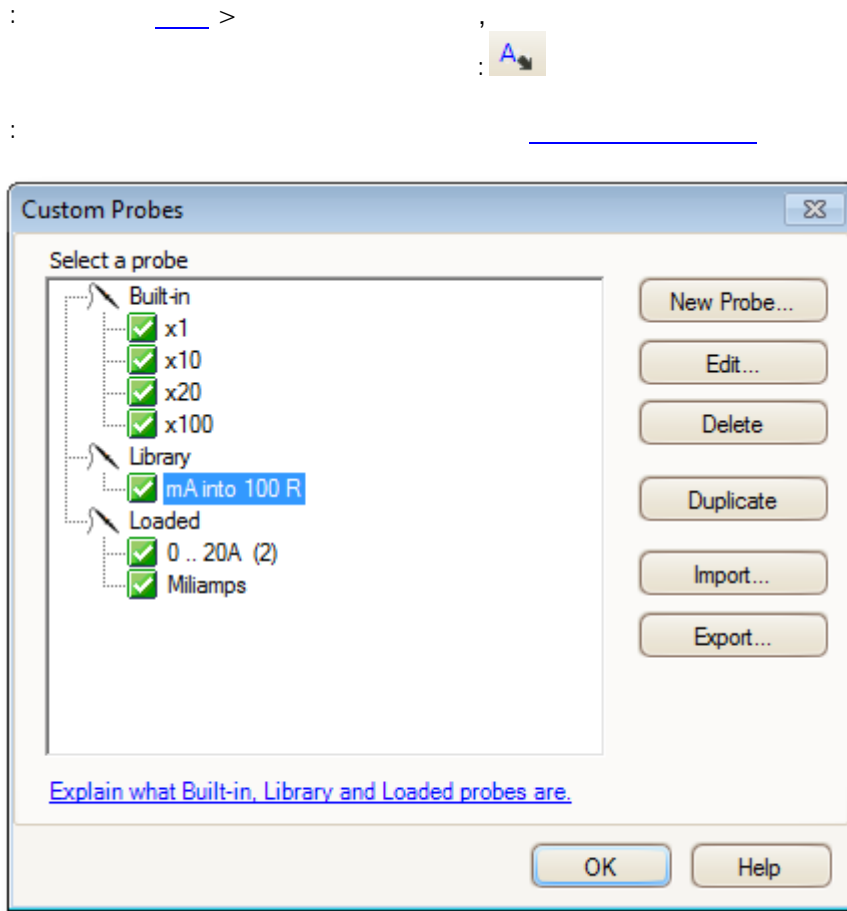 : >  ,
: A
:
Custom Probes
Select a probe
Built-in
x1
x10
x20
x100
Library
mA into 100 R
Loaded
0 .. 20A (2)
Miliamps
New Probe...
Edit...
Delete
Duplicate
Import...
Export...
Explain what Built-in, Library and Loaded probes are.
OK
Help